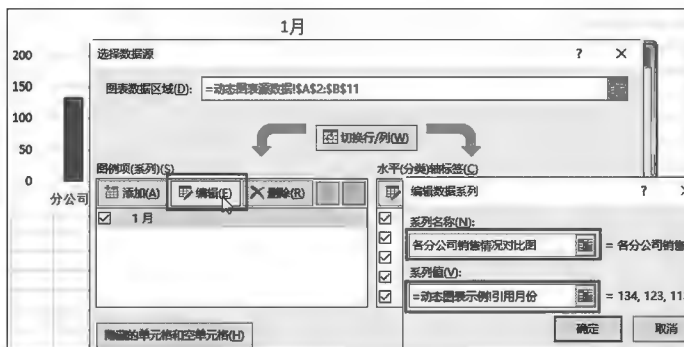 1月
200
150
100
50
0
分公司
选择数据源
? ×
图表数据区域(D):
=动态图表源数据!$A$2:$B$11
切换行/列(W)
图例项(系列)(S)
添加(A)
编辑(E)
删除(R)
1月
隐藏的单元格和空单元格(H)
水平(分类)轴标签(C)
编辑数据系列
?
系列名称(N):
各分公司销售情况对比图
= 各分公司销售
系列值(V):
=动态图表示例!引用月份
= 134, 123, 11
确定
取消